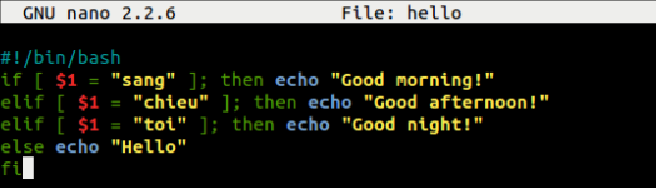 GNU nano 2.2.6 File: hello
#!/bin/bash
if [ $1 = "sang" ]; then echo "Good morning!"
elif [ $1 = "chieu" ]; then echo "Good afternoon!"
elif [ $1 = "toi" ]; then echo "Good night!"
else echo "Hello"
fi